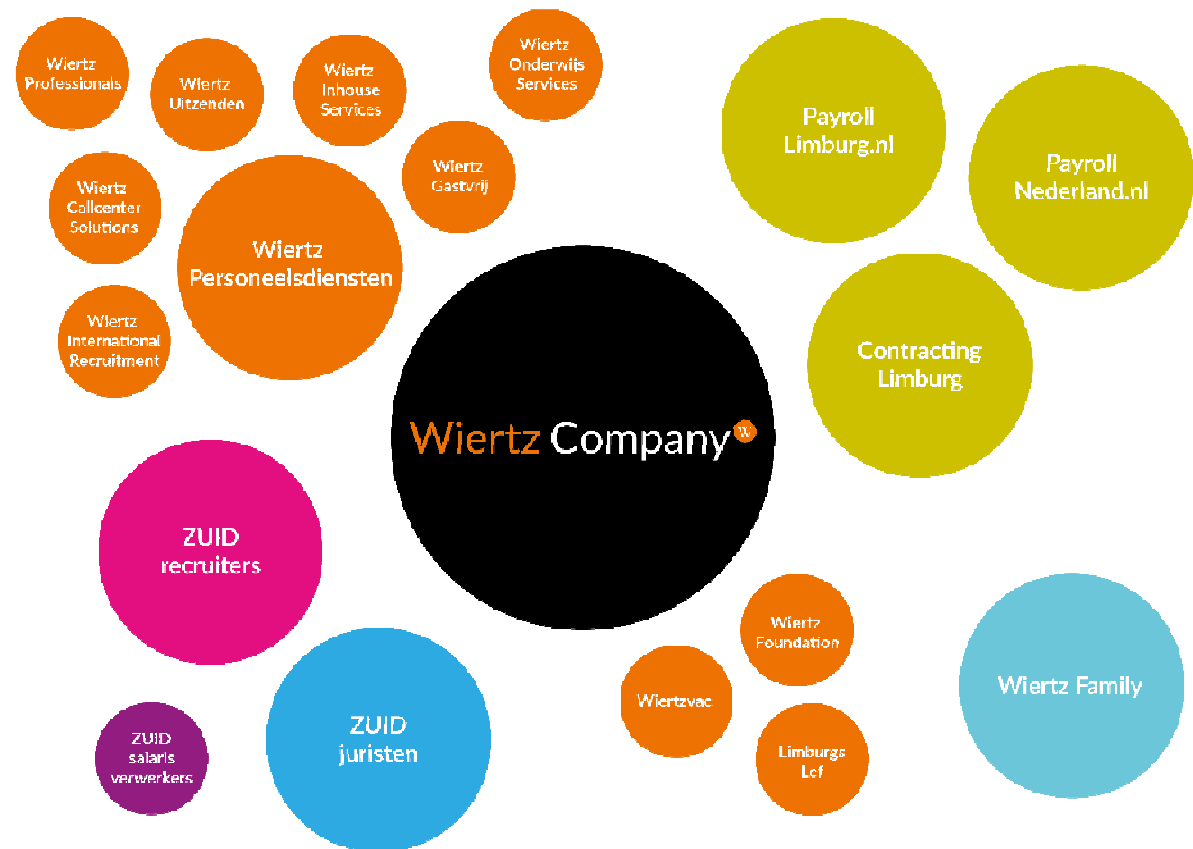 Wiertz
Professionals
Wiertz
Uitzenden
Wiertz
Inhouse
Services
Wiertz
Onderwijs
Services
Wiertz
Callcenter
Solutions
Wiertz
Gastvrij
Wiertz
Personeelsdiensten
Wiertz
International
Recruitment
Payroll
Limburg.nl
Payroll
Nederland.nl
Contracting
Limburg
Wiertz Company W
ZUID
recruiters
ZUID
juristen
ZUID
salaris
verwerkers
Wiertz
Foundation
Wiertzvac
Limburgs
Lef
Wiertz Family